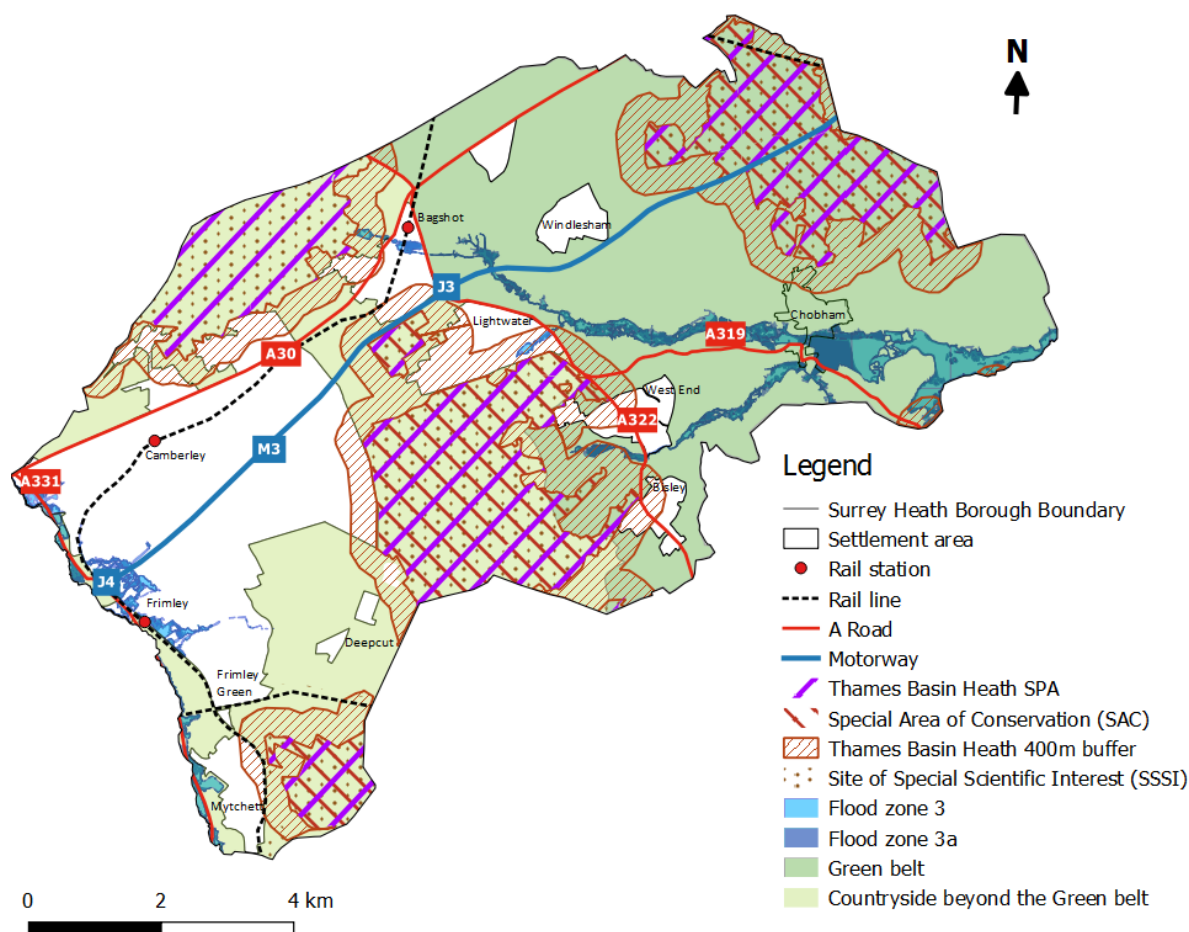 N
Bagshot
Windlesham
J3
Lightwater
Chobham
A319
A30
West End
A322
M3
Camberley
A331
Bisley
J4
Frimley
Deepcut
Frimley
Green
Mytchett
Legend
Surrey Heath Borough Boundary
Settlement area
Rail station
Rail line
A Road
Motorway
Thames Basin Heath SPA
Special Area of Conservation (SAC)
Thames Basin Heath 400m buffer
Site of Special Scientific Interest (SSSI)
Flood zone 3
Flood zone 3a
Green belt
Countryside beyond the Green belt
0 2 4 km